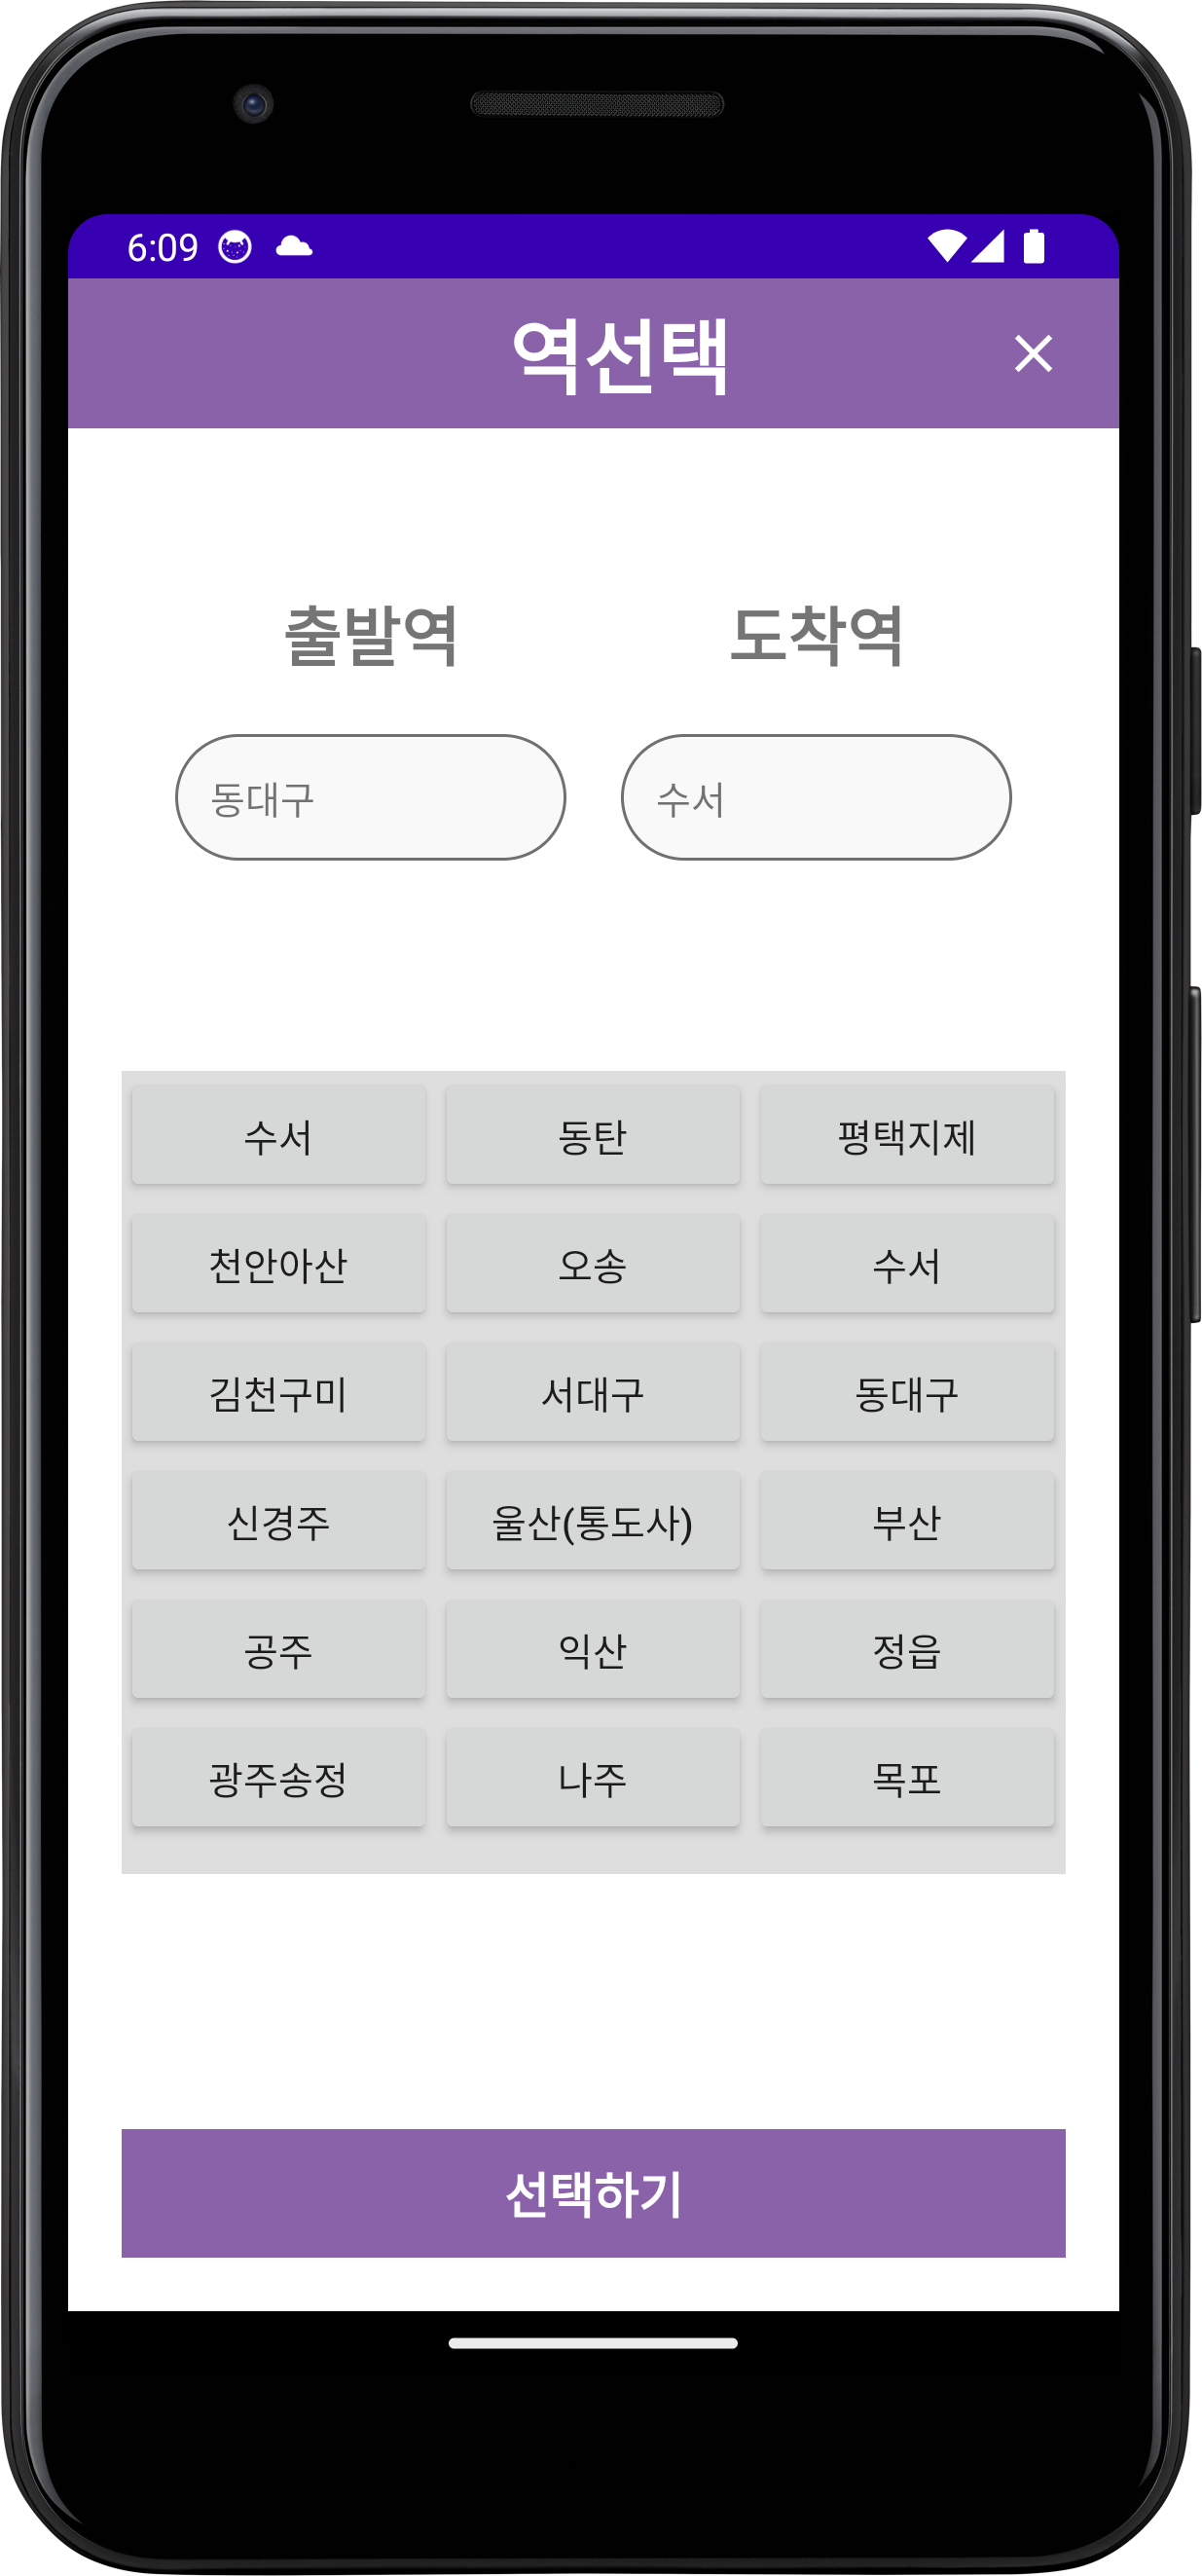 6:09
역선택
출발역 도착역
동대구 수서
수서 동탄 평택지제
천안아산 오송 수서
김천구미 서대구 동대구
신경주 울산(통도사) 부산
공주 익산 정읍
광주송정 나주 목포
선택하기